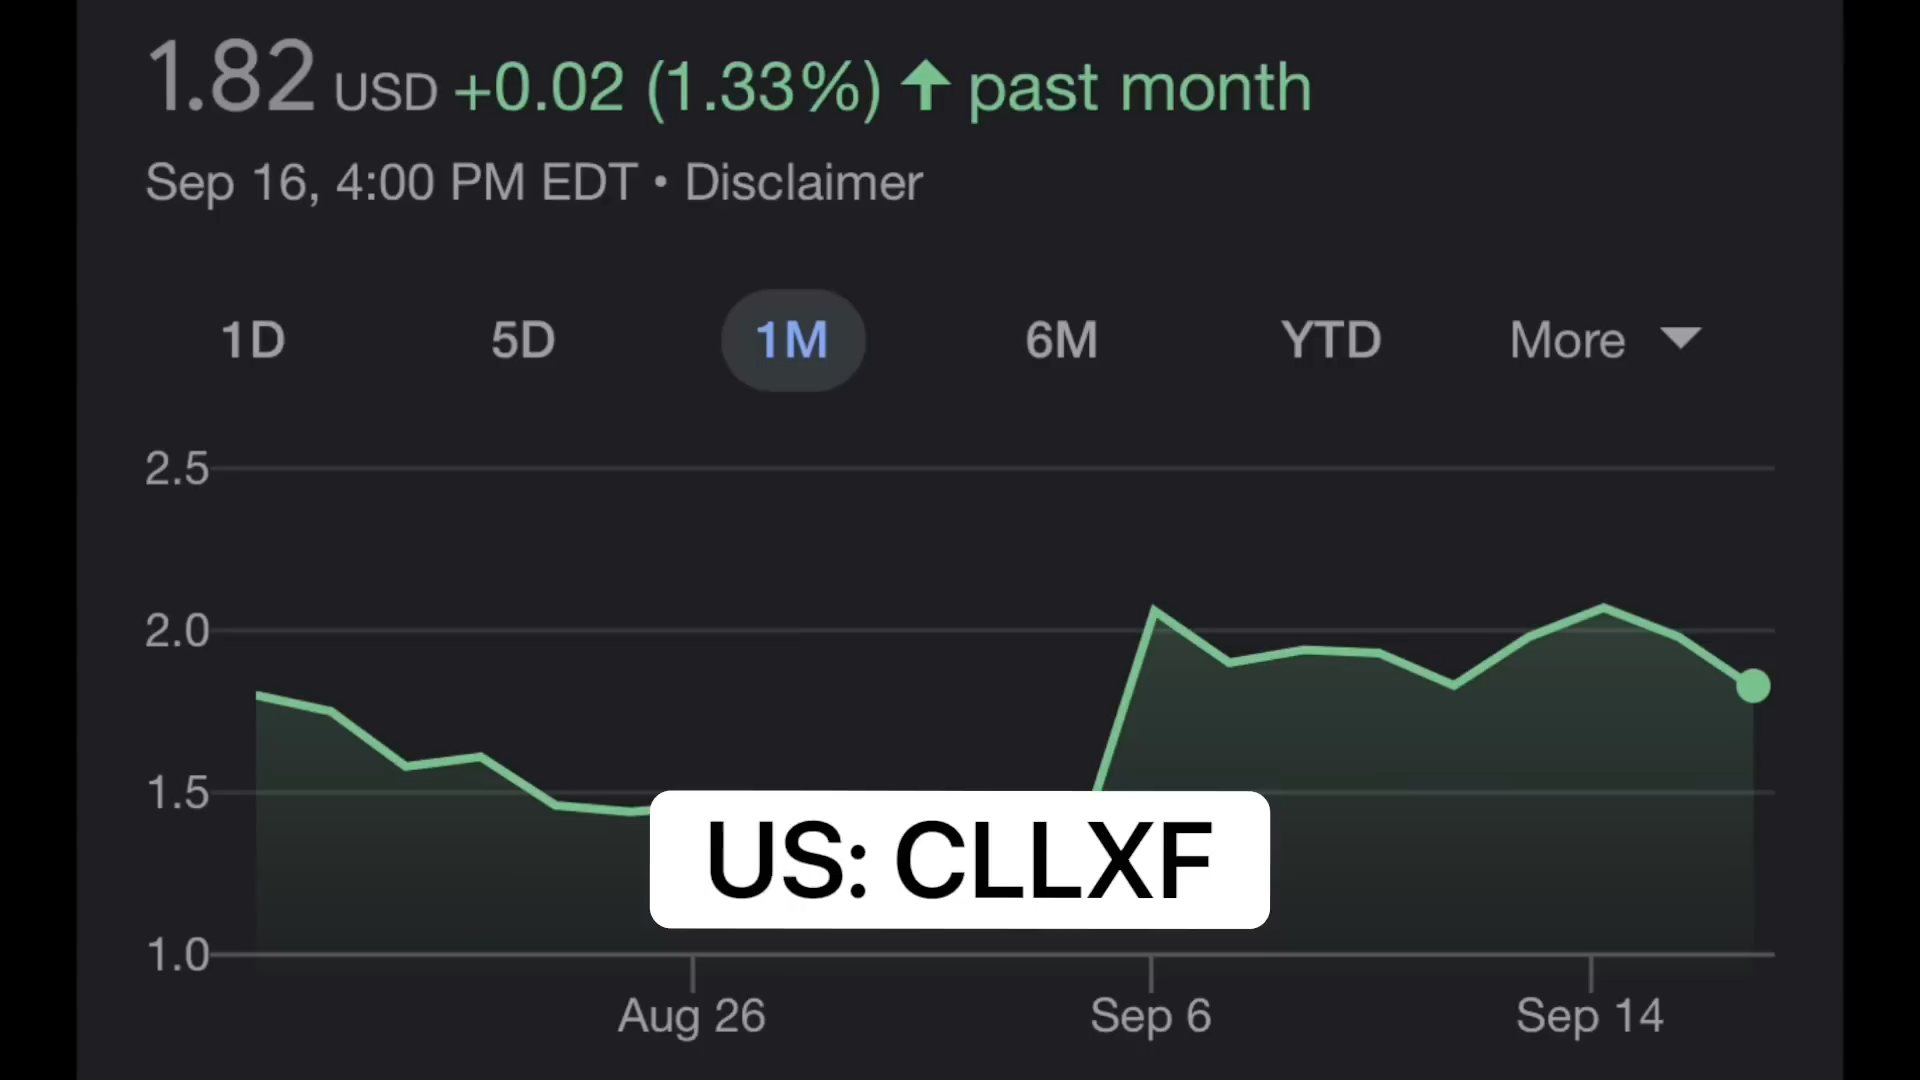 1.82 USD +0.02 (1.33%) ↑ past month
Sep 16, 4:00 PM EDT • Disclaimer
1D 5D 1M 6M YTD More
2.5
2.0
1.5
US: CLLXF
1.0
Aug 26 Sep 6 Sep 14